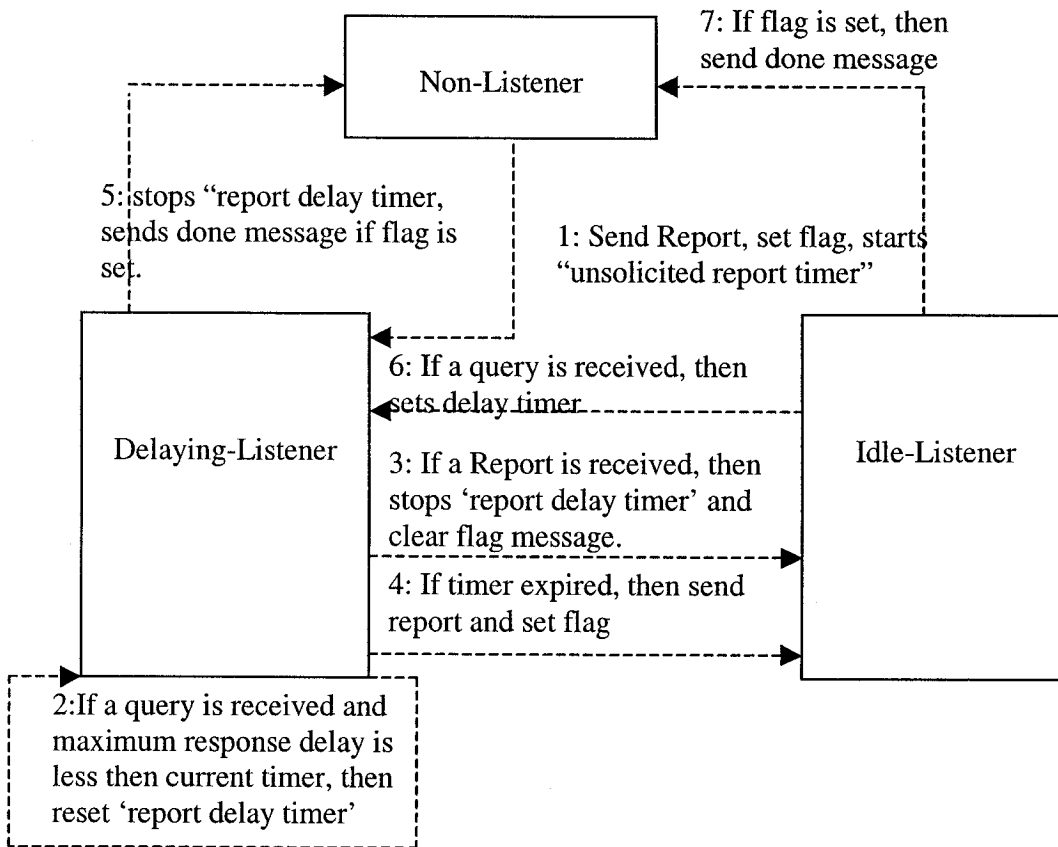 7: If flag is set, then
send done message
Non-Listener
5: stops “report delay timer,
sends done message if flag is
set.
1: Send Report, set flag, starts
“unsolicited report timer”
6: If a query is received, then
sets delay timer
Delaying-Listener
Idle-Listener
3: If a Report is received, then
stops ‘report delay timer’ and
clear flag message.
4: If timer expired, then send
report and set flag
2:If a query is received and
maximum response delay is
less then current timer, then
reset ‘report delay timer’